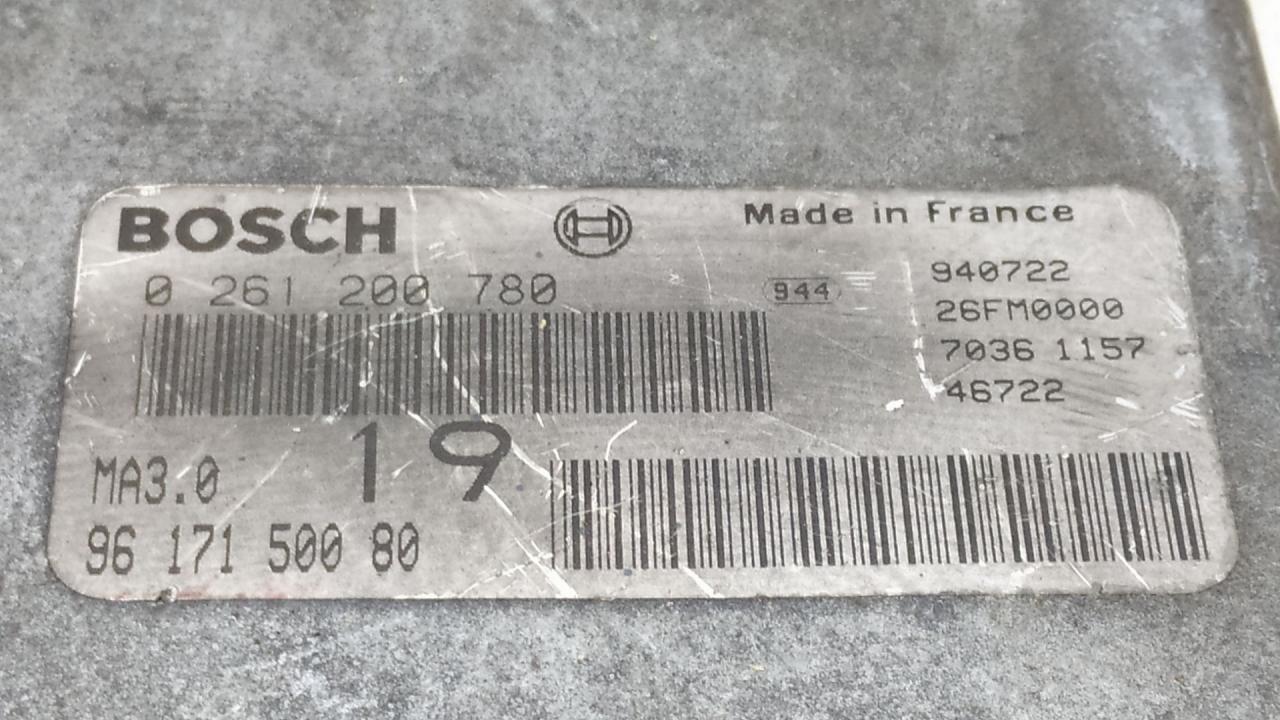 BOSCH
Made in France
0 261 200 780
944
940722
26FM0000
7036 1157
46722
MA3.0
19
96 171 500 80